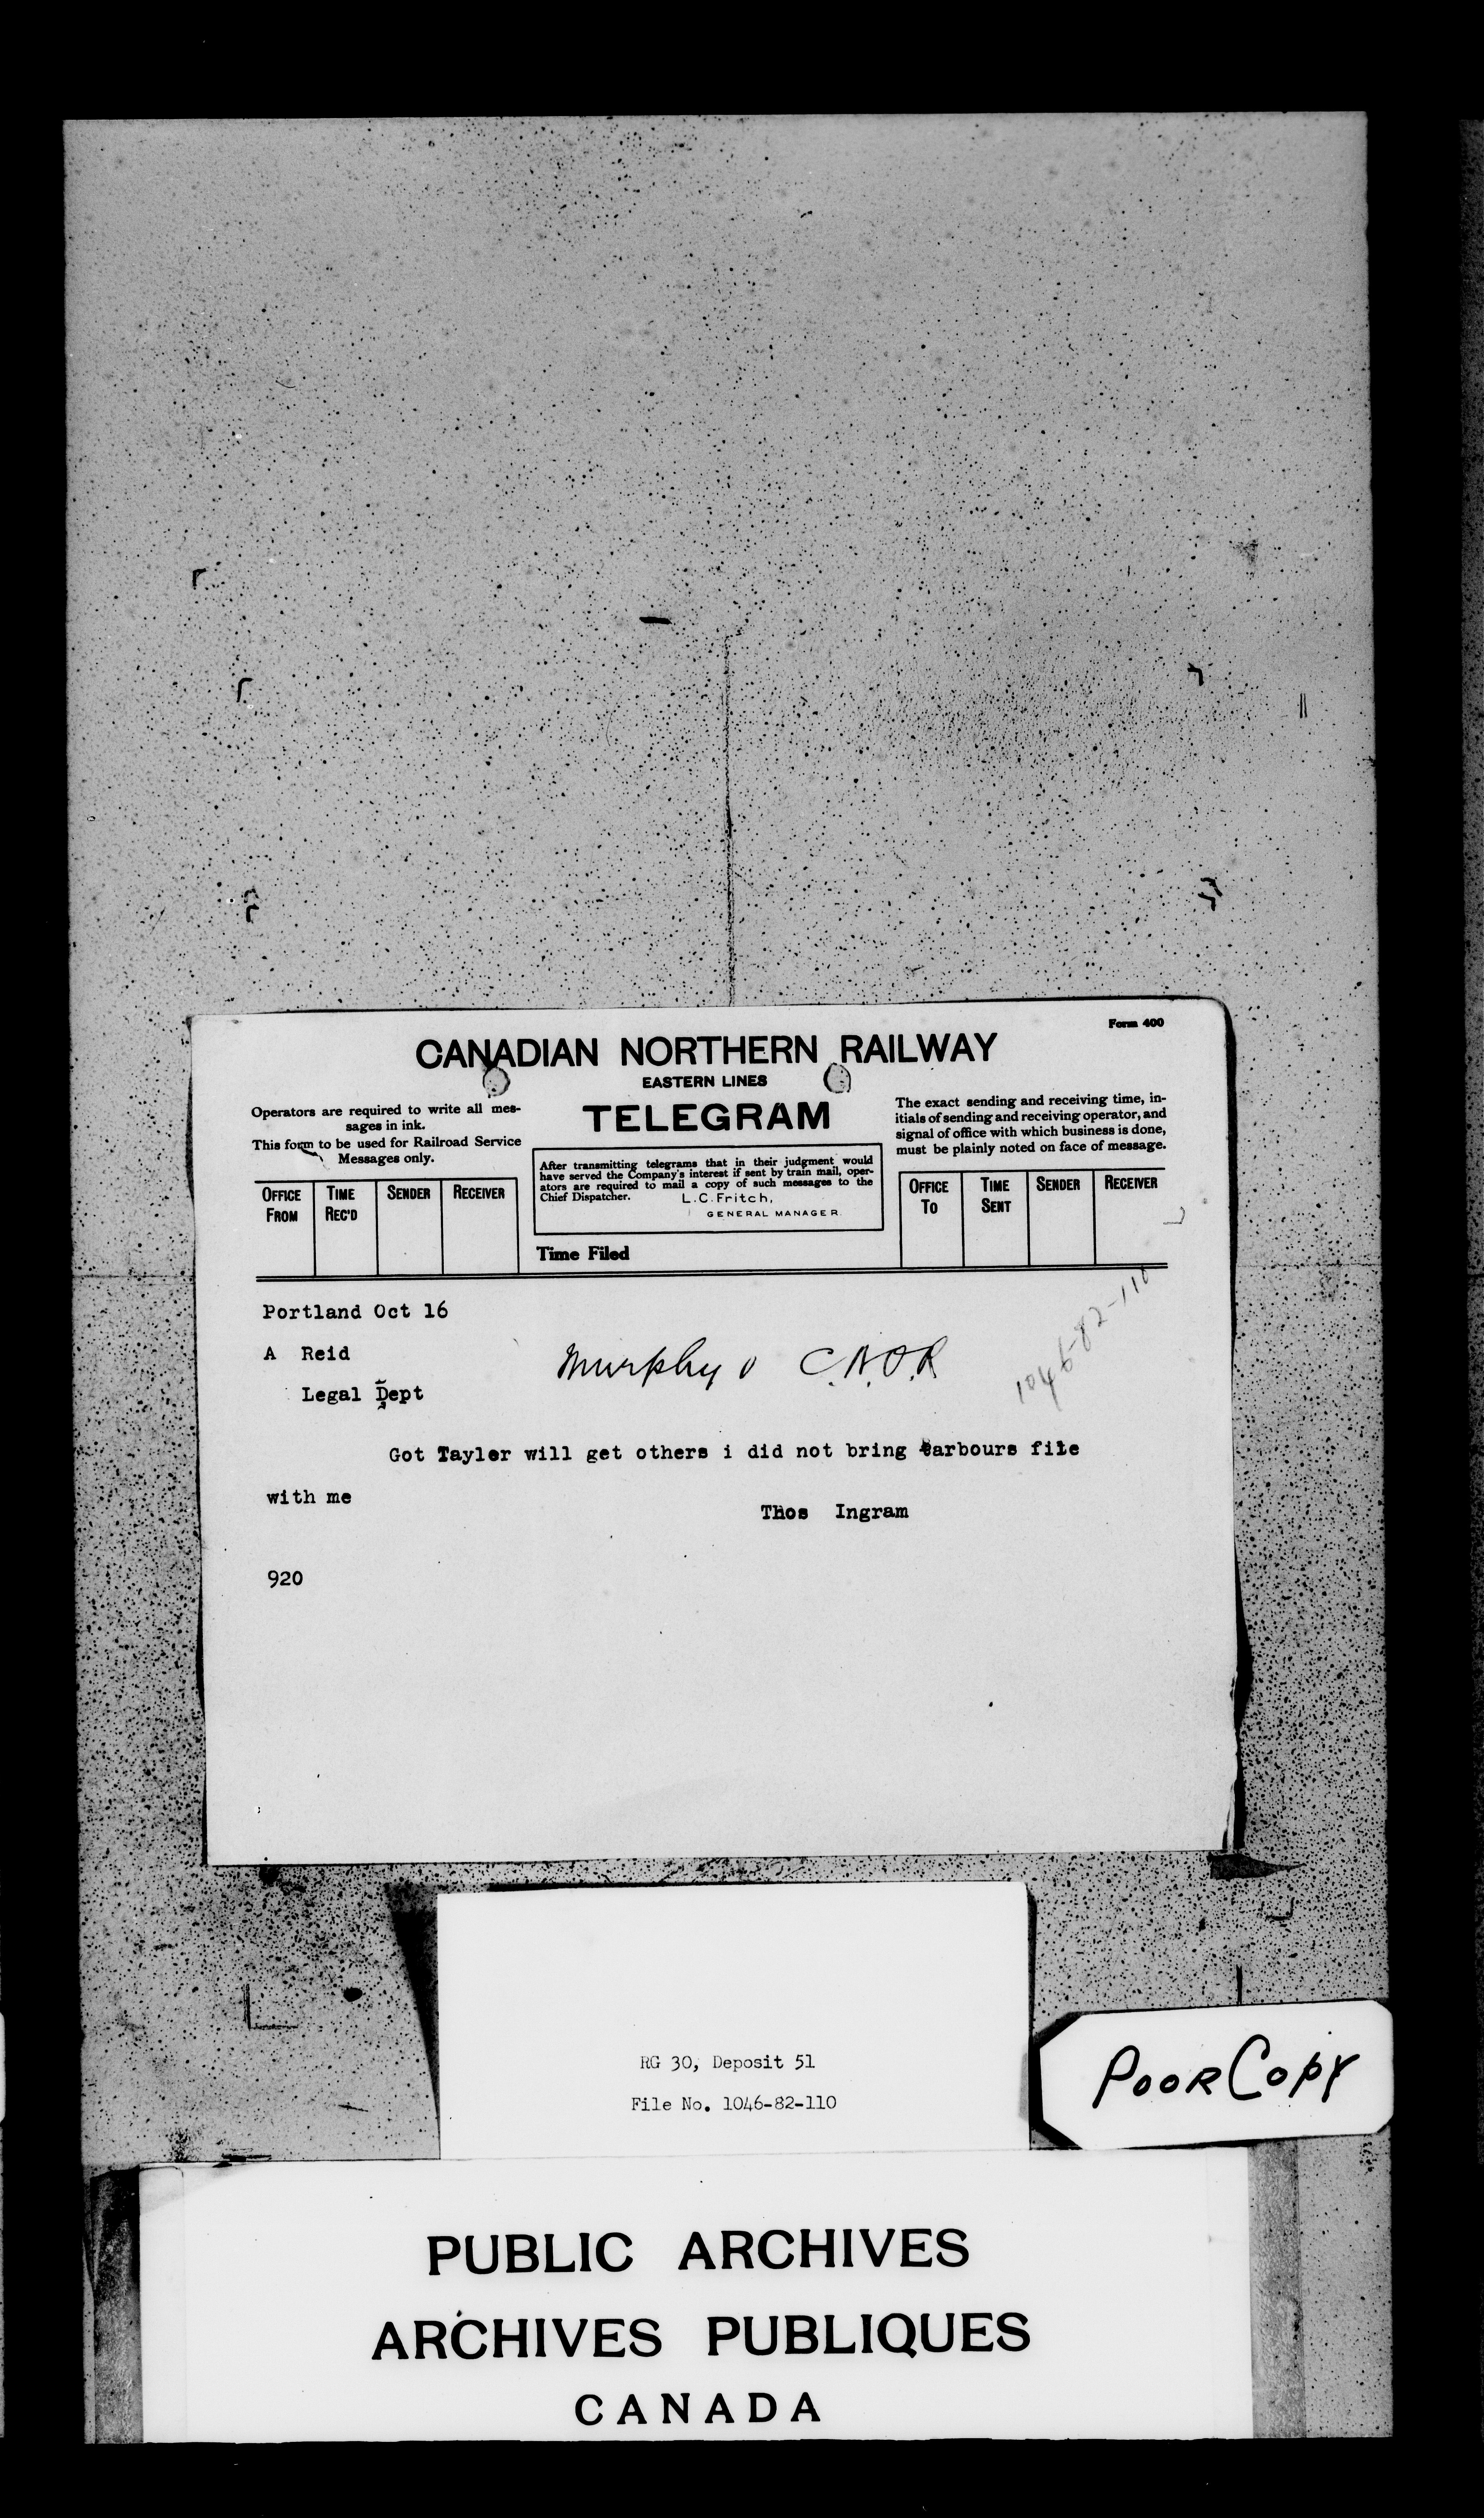 Form 400
CANADIAN NORTHERN RAILWAY
EASTERN LINES
TELEGRAM
Operators are required to write all mes-
sages in ink.
This form to be used for Railroad Service
Messages only.
After transmitting telegrams that in their judgment would
have served the Company's interest if sent by train mail, oper-
ators are required to mail a copy of such messages to the
Chief Dispatcher.
L.C. Fritch,
GENERAL MANAGER.
The exact sending and receiving time, in-
itials of sending and receiving operator, and
signal of office with which business is done,
must be plainly noted on face of message.
OFFICE FROM
TIME REC'D
SENDER
RECEIVER
Time Filed
OFFICE TO
TIME SENT
SENDER
RECEIVER
Portland Oct 16
1046-82-110
A Reid
Murphy v C.N.O.R
Legal Dept
Got Tayler will get others i did not bring Barbours file
with me
Thos Ingram
920
RG 30, Deposit 51
File No. 1046-82-110
POOR COPY
PUBLIC ARCHIVES
ARCHIVES PUBLIQUES
CANADA